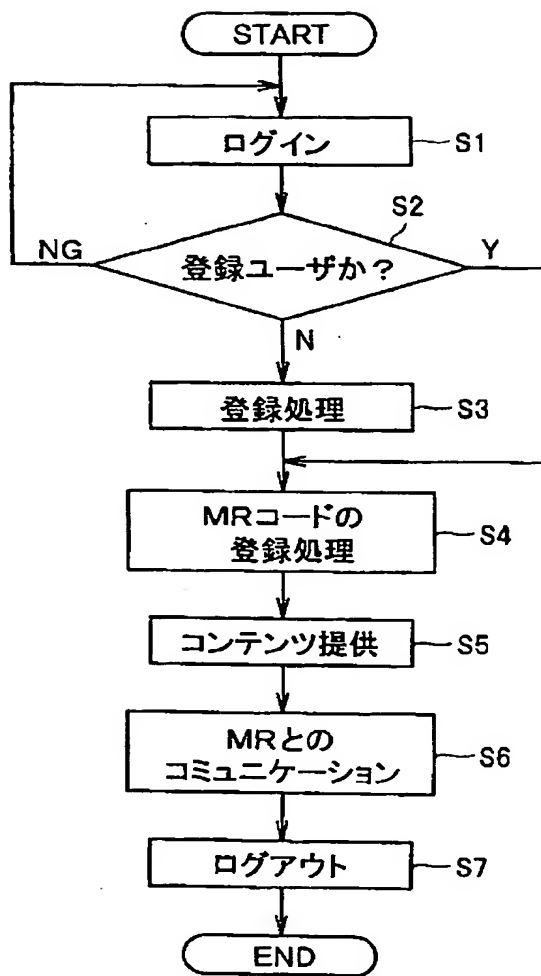 START
ログイン
S1
S2
NG
登録ユーザか?
Y
N
登録処理
S3
MRコードの
登録処理
S4
コンテンツ提供
S5
MRとの
コミュニケーション
S6
ログアウト
S7
END